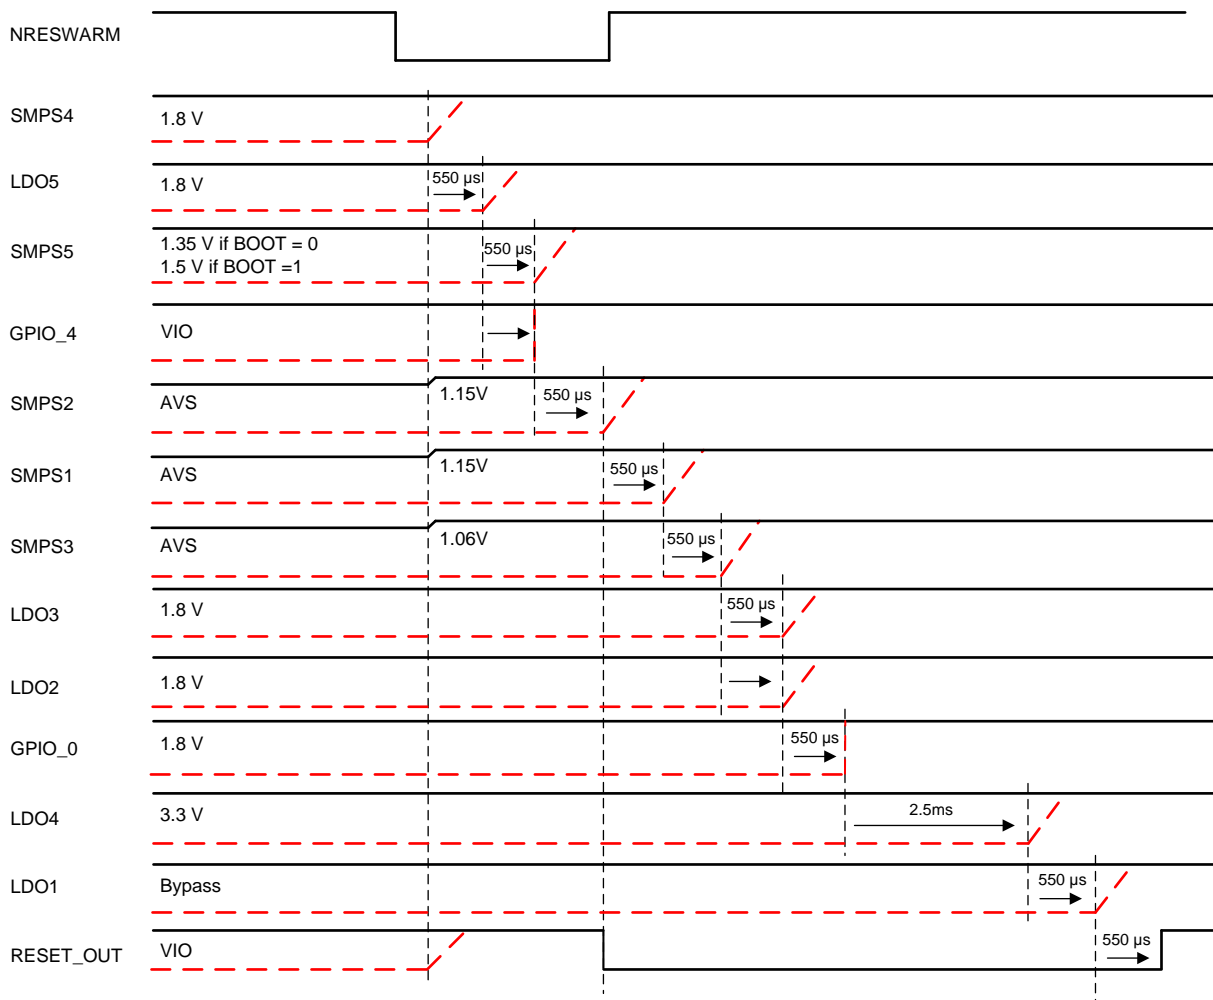 NRESWARM
SMPS4
1.8 V
LDO5
1.8 V
550 µs
SMPS5
1.35 V if BOOT = 0
1.5 V if BOOT =1
550 µs
GPIO_4
VIO
SMPS2
AVS
1.15V
550 µs
SMPS1
AVS
1.15V
550 µs
SMPS3
AVS
1.06V
550 µs
LDO3
1.8 V
550 µs
LDO2
1.8 V
GPIO_0
1.8 V
550 µs
LDO4
3.3 V
2.5ms
LDO1
Bypass
550 µs
RESET_OUT
VIO
550 µs